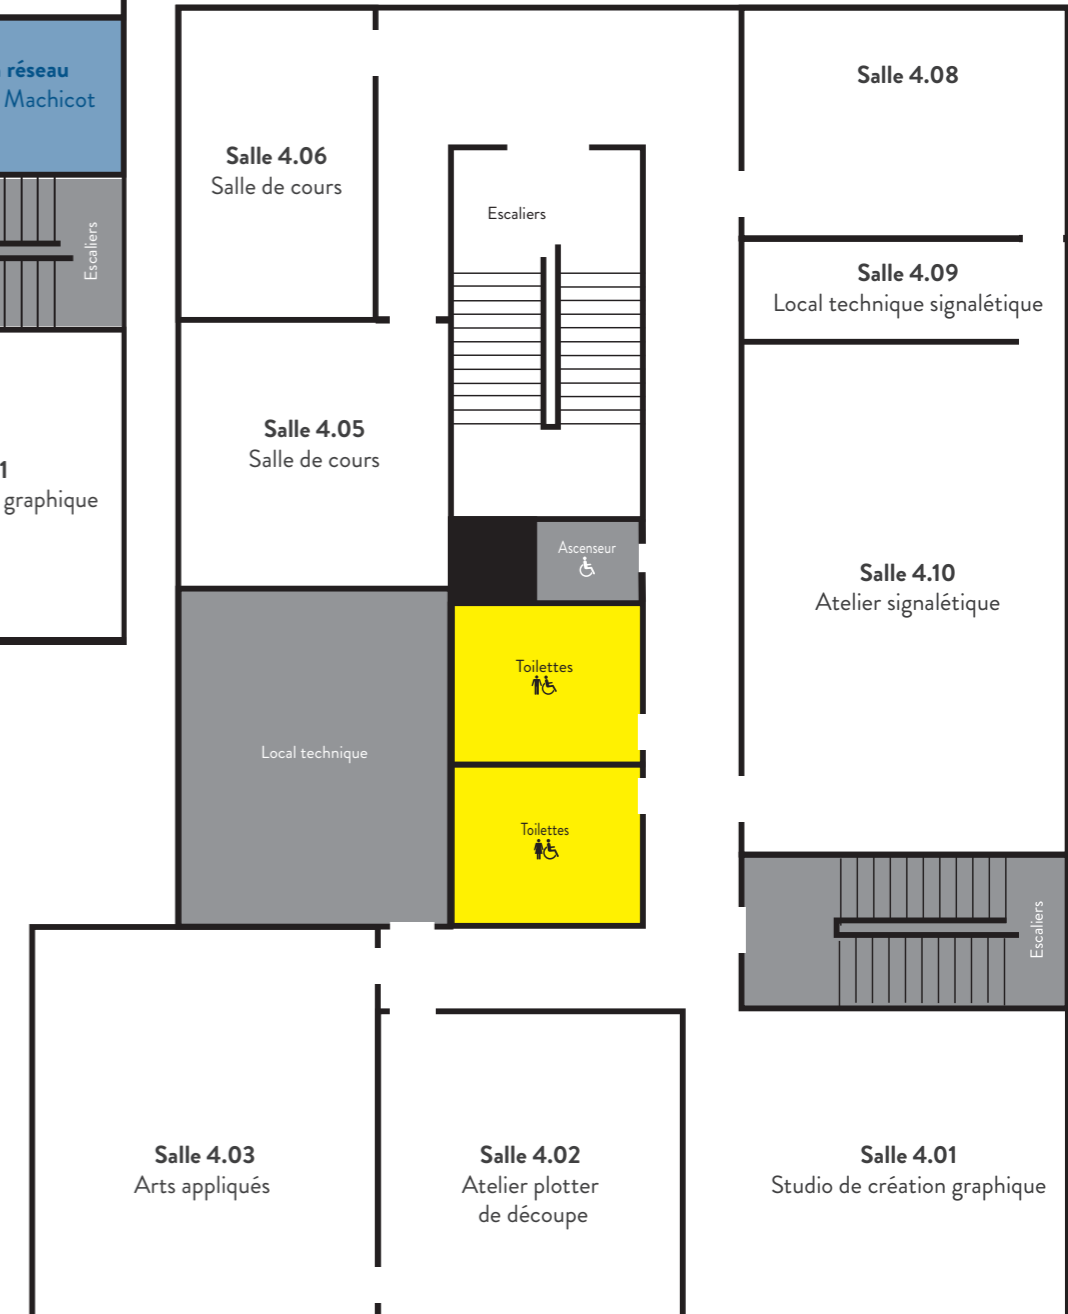 réseau
Machicot
Escaliers
1
graphique
Salle 4.06
Salle de cours
Escaliers
Salle 4.08
Salle 4.09
Local technique signalétique
Salle 4.05
Salle de cours
Ascenseur
Salle 4.10
Atelier signalétique
Toilettes
Local technique
Toilettes
Escaliers
Salle 4.03
Arts appliqués
Salle 4.02
Atelier plotter
de découpe
Salle 4.01
Studio de création graphique